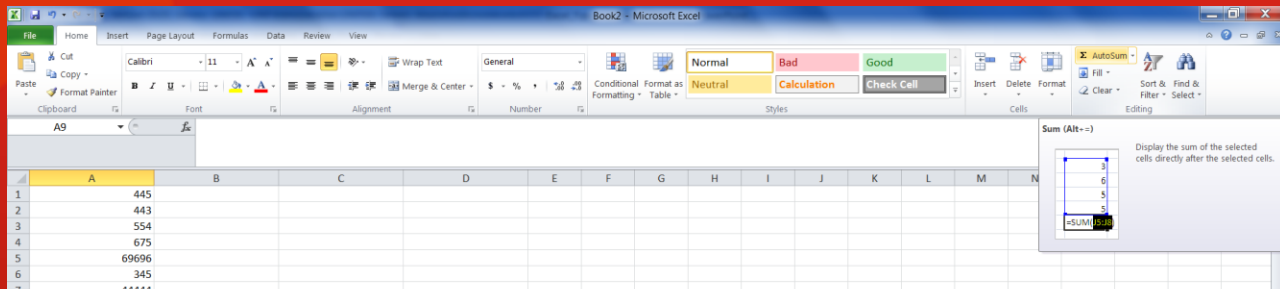 Book2 - Microsoft Excel
File Home Insert Page Layout Formulas Data Review View
Paste
Cut
Copy
Format Painter
Clipboard
Calibri 11
B I U
Font
Wrap Text
Merge & Center
Alignment
General
$ % ,
Number
Conditional Formatting
Format as Table
Normal Bad Good
Neutral Calculation Check Cell
Styles
Insert Delete Format
Cells
Σ AutoSum
Fill
Clear
Sort & Filter
Find & Select
Editing
A9 fx
Sum (Alt+=)
Display the sum of the selected
cells directly after the selected cells.
3
6
5
5
=SUM(J5:J8)
A B C D E F G H I J K L M N
1 445
2 443
3 554
4 675
5 69696
6 345